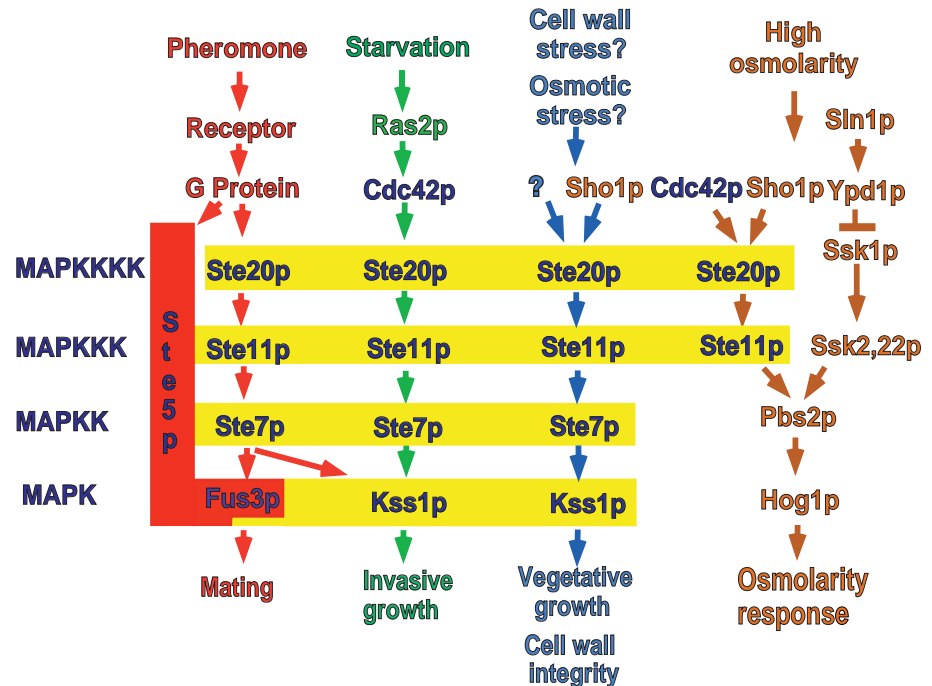 Pheromone
Starvation
Cell wall
stress?
Osmotic
stress?
High
osmolarity
Receptor
Ras2p
Sln1p
G Protein
Cdc42p
?
Sho1p
Cdc42p
Sho1p
Ypd1p
Ssk1p
MAPKKKK
Ste20p
Ste20p
Ste20p
Ste20p
Ste5p
MAPKKK
Ste11p
Ste11p
Ste11p
Ste11p
Ssk2,22p
MAPKK
Ste7p
Ste7p
Ste7p
Pbs2p
MAPK
Fus3p
Kss1p
Kss1p
Hog1p
Mating
Invasive
growth
Vegetative
growth
Cell wall
integrity
Osmolarity
response